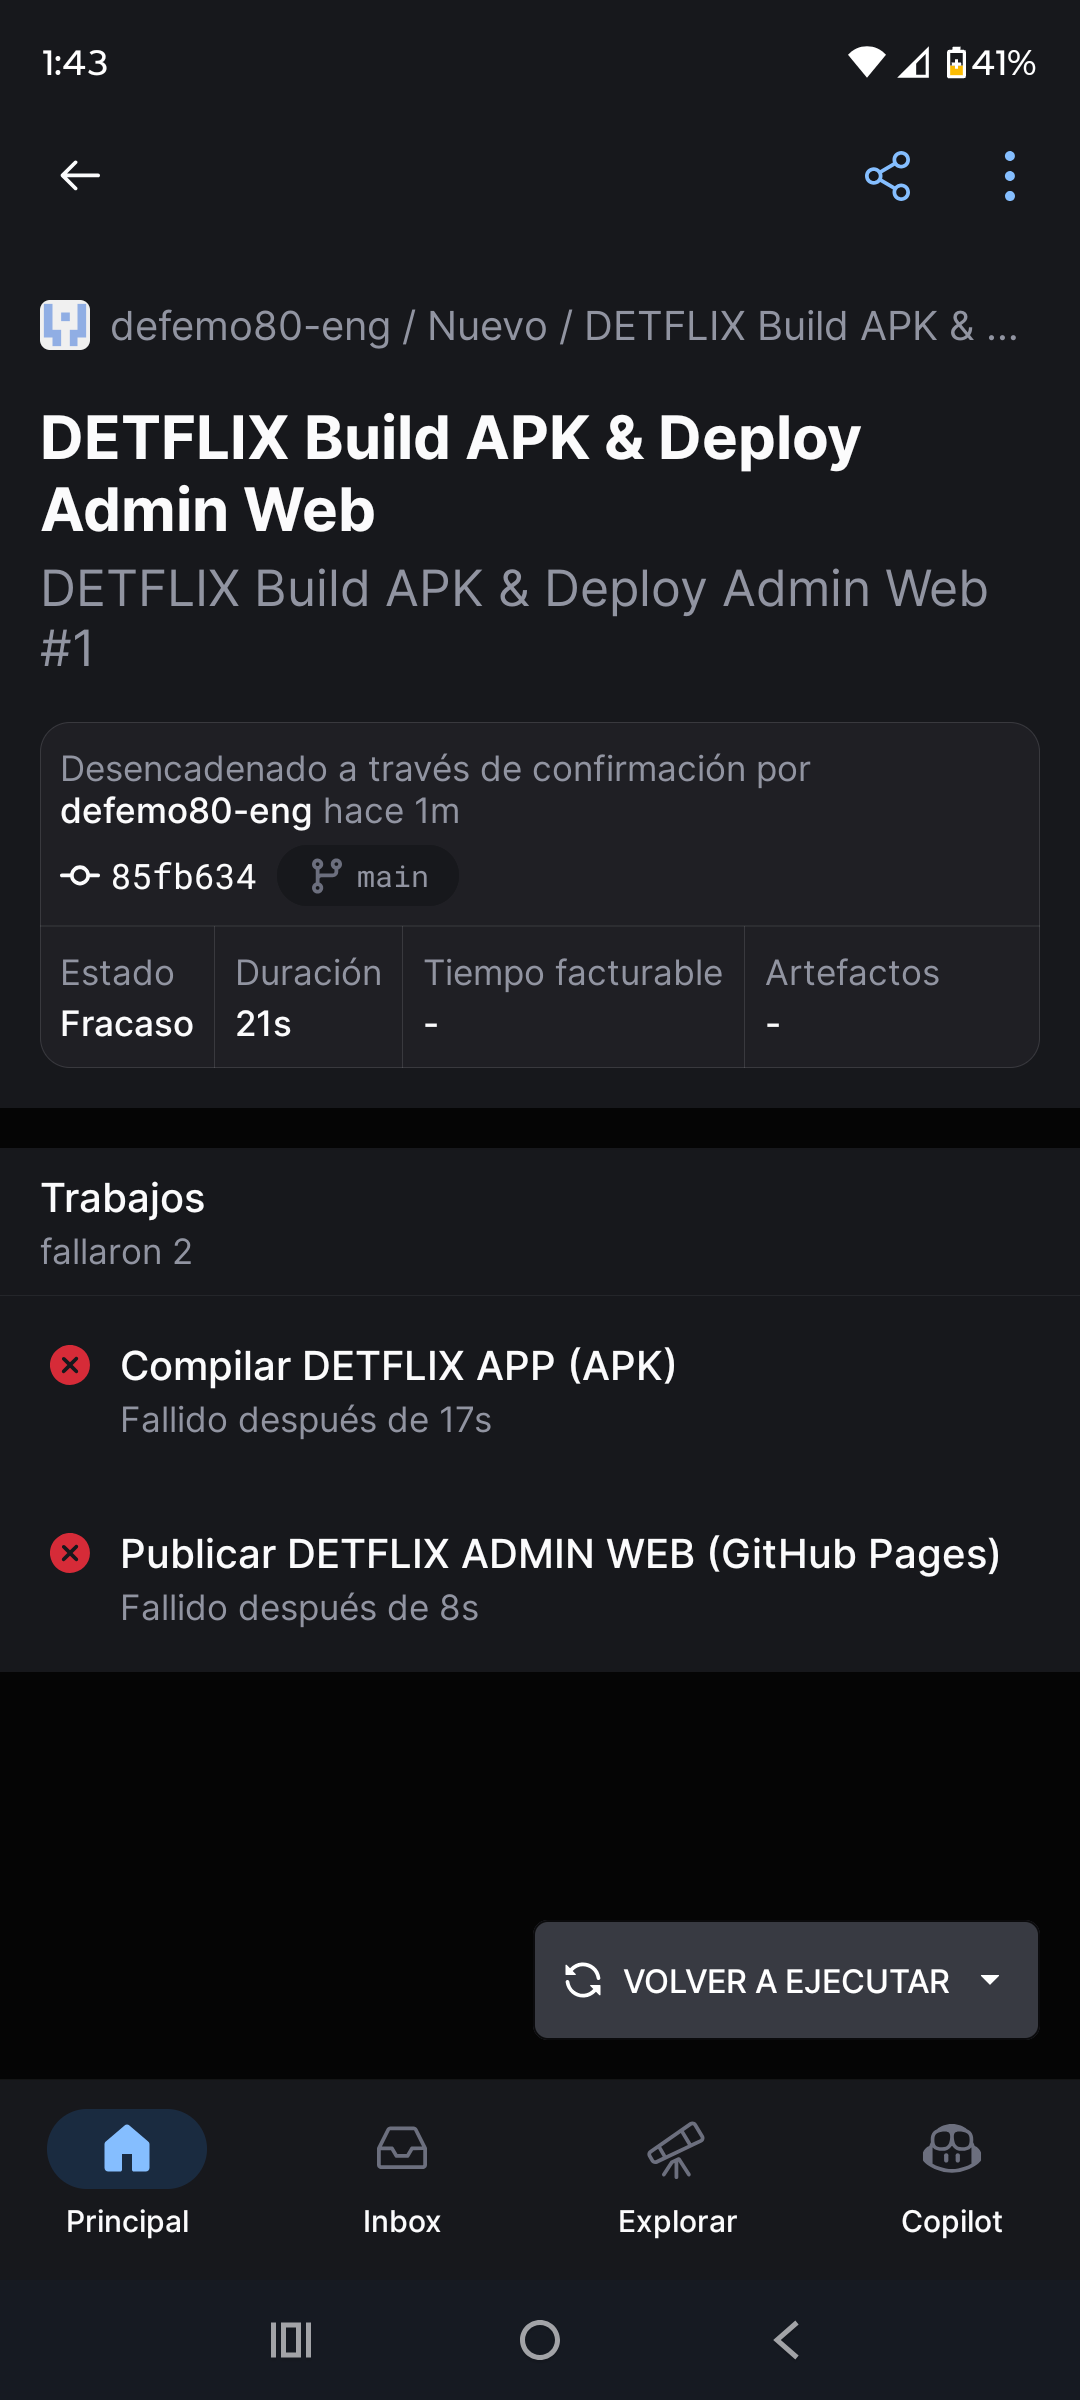 1:43
41%
defemo80-eng / Nuevo / DETFLIX Build APK & ...
DETFLIX Build APK & Deploy
Admin Web
DETFLIX Build APK & Deploy Admin Web
#1
Desencadenado a través de confirmación por
defemo80-eng hace 1m
85fb634 main
Estado Duración Tiempo facturable Artefactos
Fracaso 21s - -
Trabajos
fallaron 2
Compilar DETFLIX APP (APK)
Fallido después de 17s
Publicar DETFLIX ADMIN WEB (GitHub Pages)
Fallido después de 8s
VOLVER A EJECUTAR
Principal Inbox Explorar Copilot